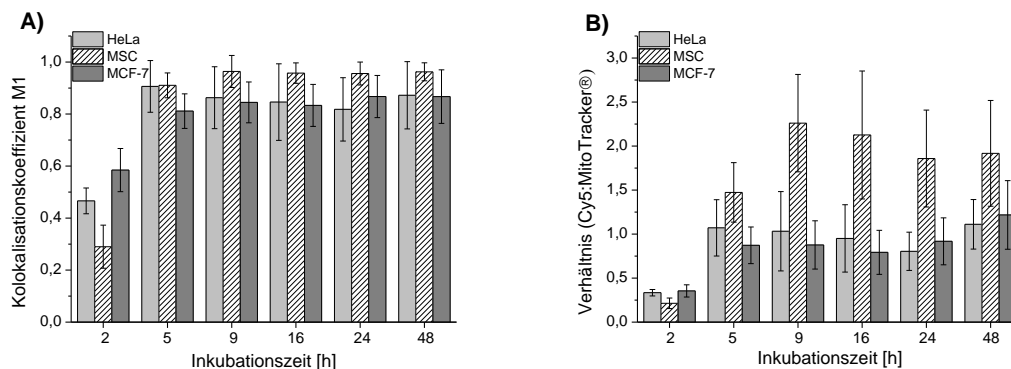 A)
HeLa
MSC
MCF-7
Kolokalisationskoeffizient M1
1,0
0,8
0,6
0,4
0,2
0,0
2 5 9 16 24 48
Inkubationszeit [h]
B)
HeLa
MSC
MCF-7
Verhältnis (Cy5:MitoTracker®)
3,0
2,5
2,0
1,5
1,0
0,5
0,0
2 5 9 16 24 48
Inkubationszeit [h]